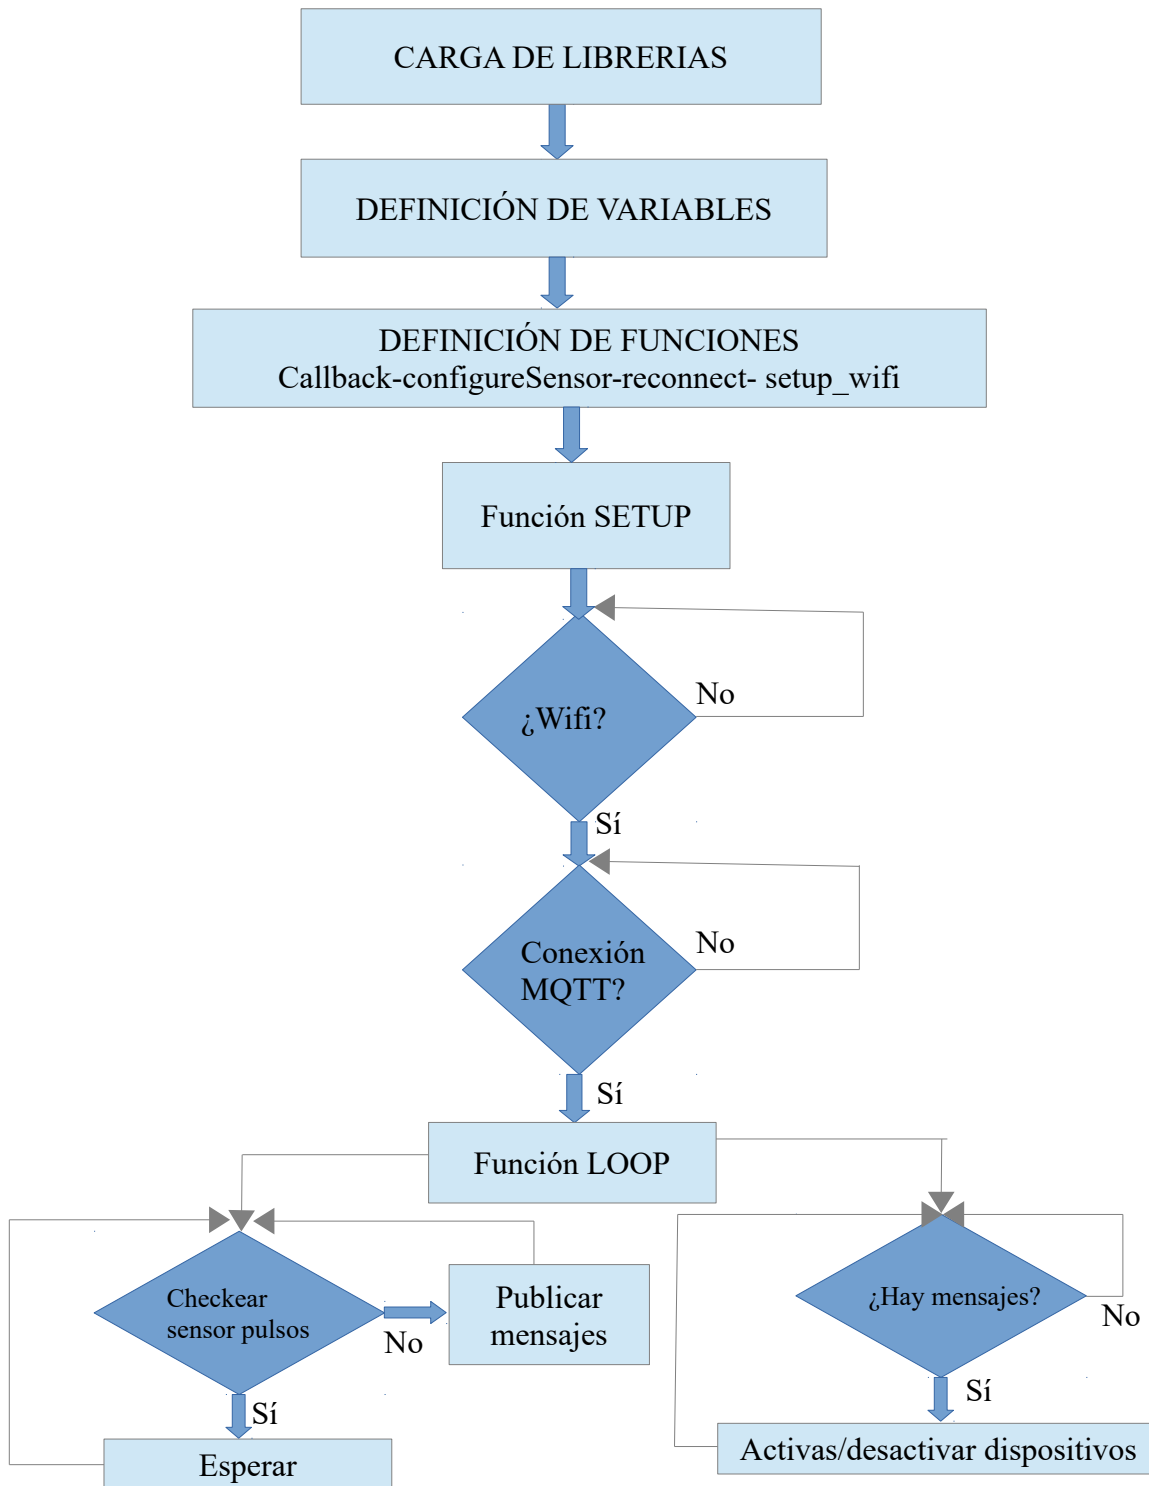 CARGA DE LIBRERIAS
DEFINICIÓN DE VARIABLES
DEFINICIÓN DE FUNCIONES
Callback-configureSensor-reconnect- setup_wifi
Función SETUP
¿Wifi?
No
Sí
Conexión
MQTT?
No
Sí
Función LOOP
Checkear
sensor pulsos
No
Publicar
mensajes
Sí
Esperar
¿Hay mensajes?
No
Sí
Activas/desactivar dispositivos